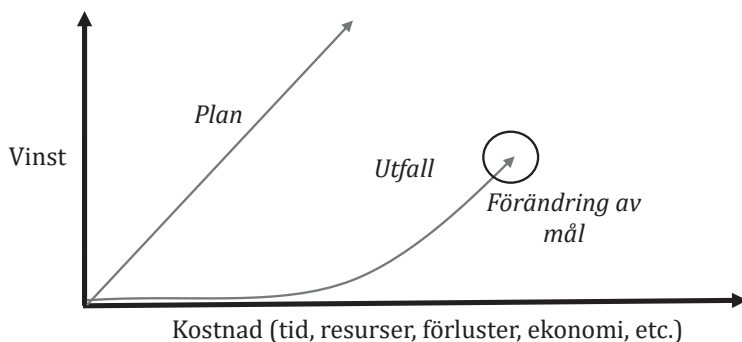 Plan
Vinst
Utfall
Förändring av
mål
Kostnad (tid, resurser, förluster, ekonomi, etc.)